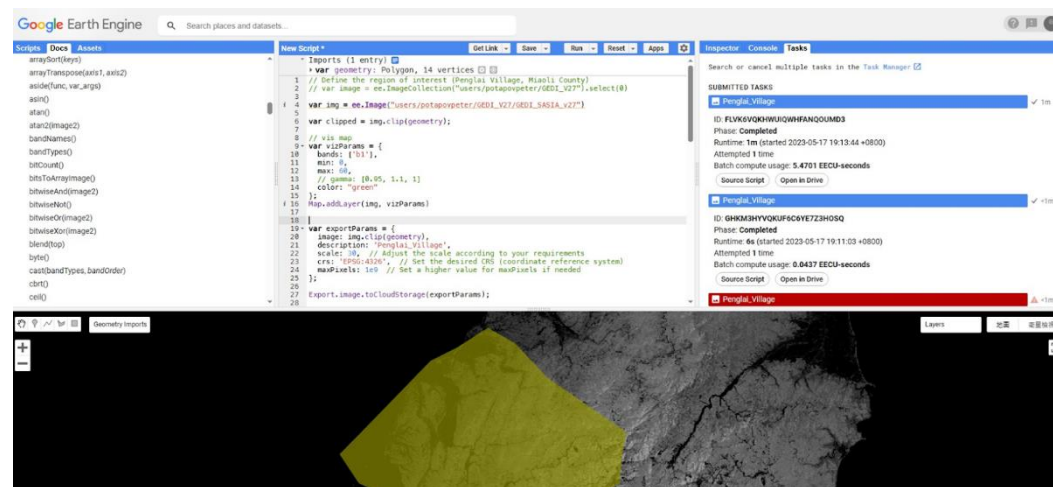 Google Earth Engine
Search places and datasets...
Scripts Docs Assets
arraySort(keys)
arrayTranspose(axis1, axis2)
aside(func, var_args)
asin()
atan()
atan2(image2)
bandNames()
bandTypes()
bitCount()
bitsToArrayImage()
bitwiseAnd(image2)
bitwiseNot()
bitwiseOr(image2)
bitwiseXor(image2)
blend(top)
byte()
cast(bandTypes, bandOrder)
cbrt()
ceil()
New Script *
Get Link Save Run Reset Apps
Imports (1 entry)
var geometry: Polygon, 14 vertices
1 // Define the region of interest (Penglai Village, Miaoli County)
2 // var image = ee.ImageCollection("users/potapovpeter/GEDI_V27").select(0)
3
i 4 var img = ee.Image("users/potapovpeter/GEDI_V27/GEDI_SASIA_v27")
5
6 var clipped = img.clip(geometry);
7
8 // vis map
9 var vizParams = {
10 bands: ['b1'],
11 min: 0,
12 max: 60,
13 // gamma: [0.95, 1.1, 1]
14 color: "green"
15 };
i 16 Map.addLayer(img, vizParams)
17
18
19 var exportParams = {
20 image: img.clip(geometry),
21 description: 'Penglai_Village',
22 scale: 30, // Adjust the scale according to your requirements
23 crs: 'EPSG:4326', // Set the desired CRS (coordinate reference system)
24 maxPixels: 1e9 // Set a higher value for maxPixels if needed
25 };
26
27 Export.image.toCloudStorage(exportParams);
28
Inspector Console Tasks
Search or cancel multiple tasks in the Task Manager
SUBMITTED TASKS
Penglai_Village 1m
ID: FLVK6VQKHWUIQWHFANQOUMD3
Phase: Completed
Runtime: 1m (started 2023-05-17 19:13:44 +0800)
Attempted 1 time
Batch compute usage: 5.4701 EECU-seconds
Source Script Open in Drive
Penglai_Village <1m
ID: GHKM3HYVQKUF6C6YE7Z3HOSQ
Phase: Completed
Runtime: 6s (started 2023-05-17 19:11:03 +0800)
Attempted 1 time
Batch compute usage: 0.0437 EECU-seconds
Source Script Open in Drive
Penglai_Village <1m
Geometry Imports
Layers
地圖
+
−